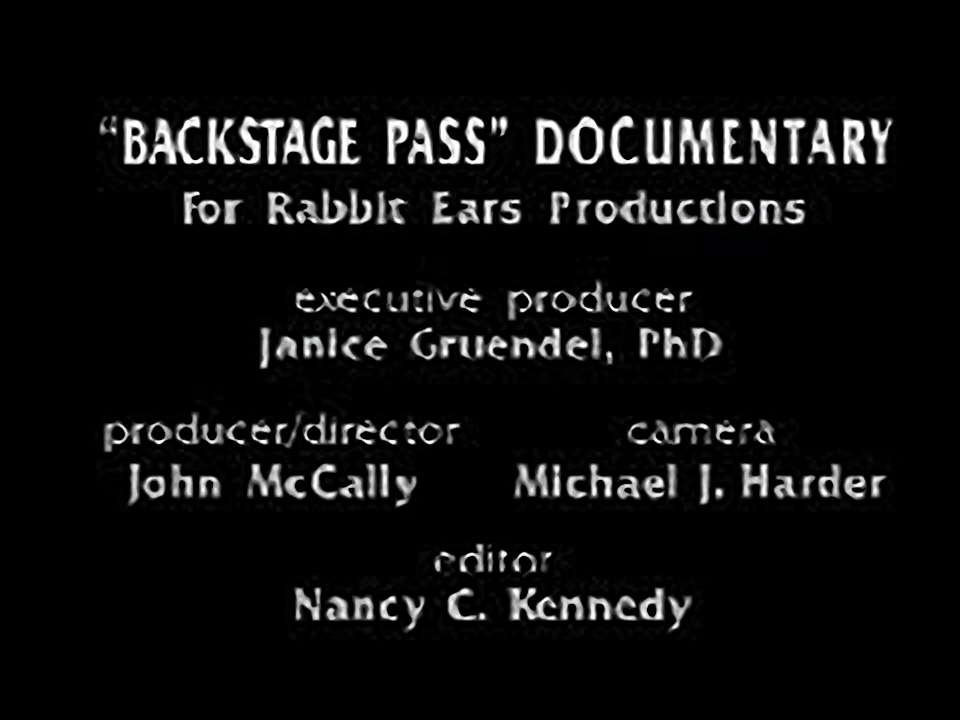 “BACKSTAGE PASS” DOCUMENTARY
For Rabbit Ears Productions
executive producer
Janice Gruendel, PhD
producer/director camera
John McCally Michael J. Harder
editor
Nancy C. Kennedy